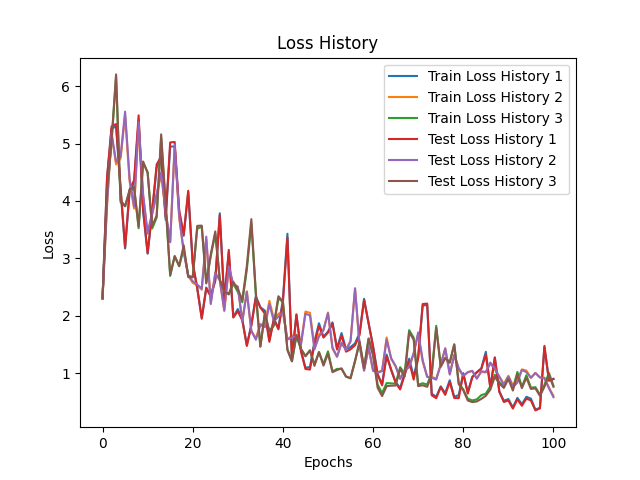 Loss History
Train Loss History 1
Train Loss History 2
Train Loss History 3
Test Loss History 1
Test Loss History 2
Test Loss History 3
Loss
6
5
4
3
2
1
0
20
40
60
80
100
Epochs